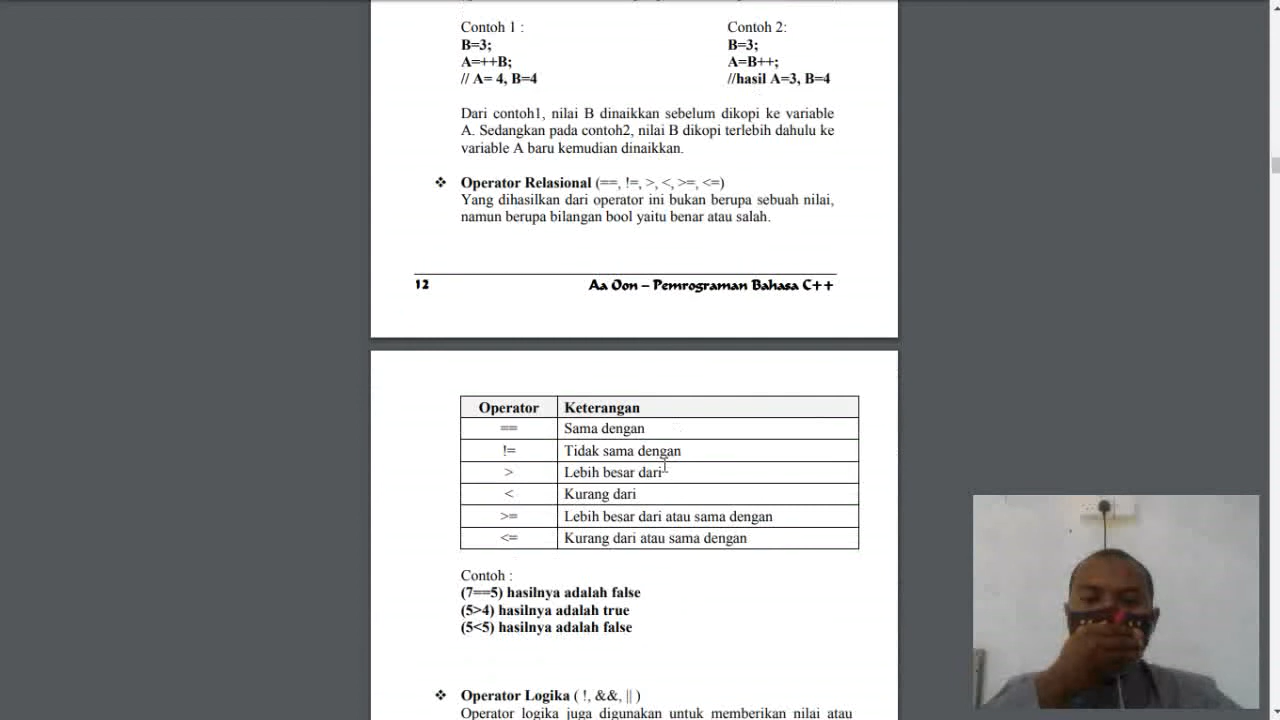 Contoh 1 :
B=3;
A=++B;
// A= 4, B=4
Contoh 2:
B=3;
A=B++;
//hasil A=3, B=4
Dari contoh1, nilai B dinaikkan sebelum dikopi ke variable
A. Sedangkan pada contoh2, nilai B dikopi terlebih dahulu ke
variable A baru kemudian dinaikkan.
❖ Operator Relasional (==, !=, >, <, >=, <=)
Yang dihasilkan dari operator ini bukan berupa sebuah nilai,
namun berupa bilangan bool yaitu benar atau salah.
12 Aa Oon – Pemrograman Bahasa C++
Operator Keterangan
== Sama dengan
!= Tidak sama dengan
> Lebih besar dari
< Kurang dari
>= Lebih besar dari atau sama dengan
<= Kurang dari atau sama dengan
Contoh :
(7==5) hasilnya adalah false
(5>4) hasilnya adalah true
(5<5) hasilnya adalah false
❖ Operator Logika ( !, &&, || )
Operator logika juga digunakan untuk memberikan nilai atau